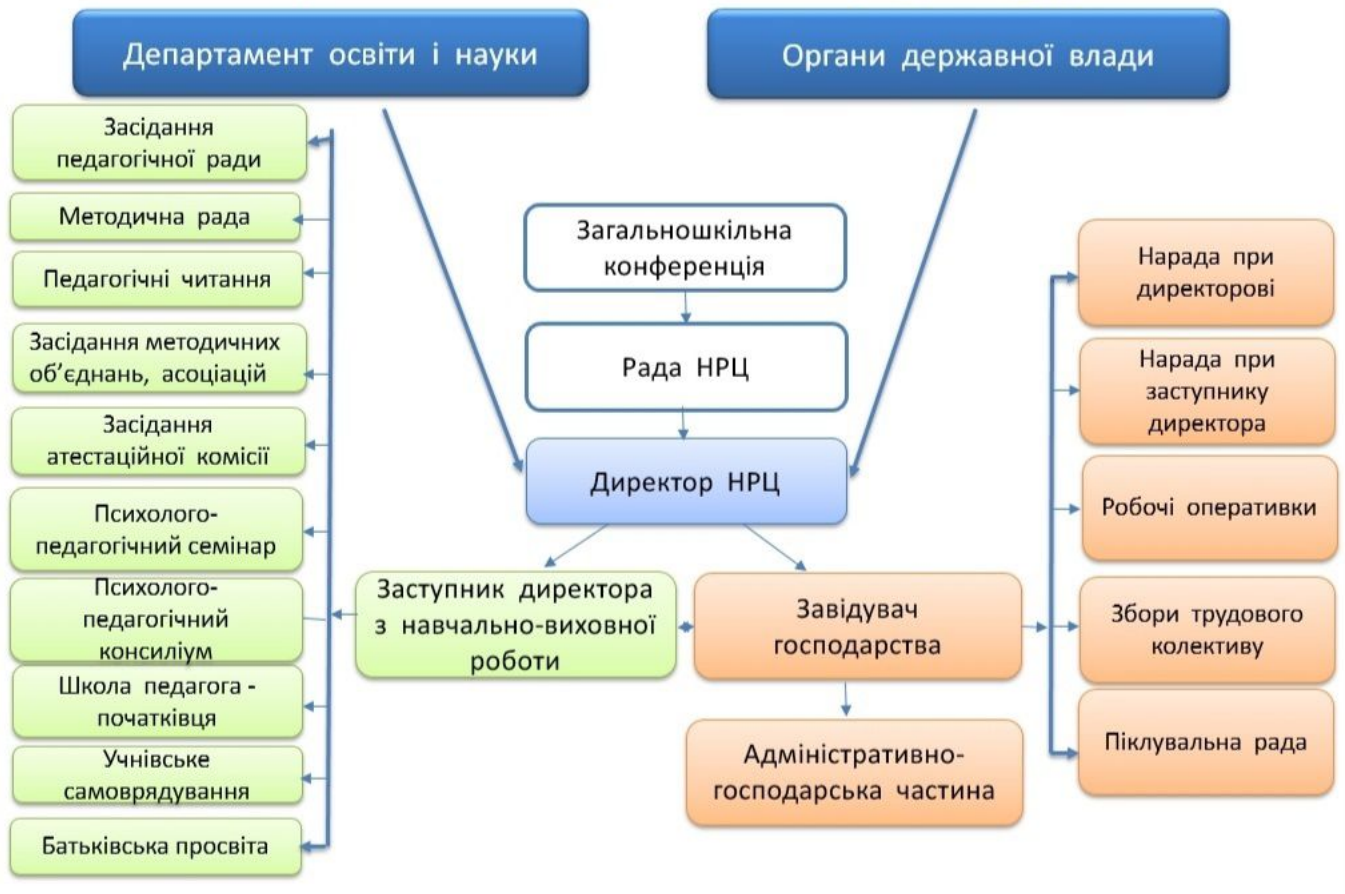 Департамент освіти і науки
Органи державної влади
Засідання
педагогічної ради
Методична рада
Педагогічні читання
Засідання методичних
об’єднань, асоціацій
Засідання
атестаційної комісії
Психолого-
педагогічний семінар
Психолого-
педагогічний
консиліум
Школа педагога -
початківця
Учнівське
самоврядування
Батьківська просвіта
Загальношкільна
конференція
Рада НРЦ
Директор НРЦ
Заступник директора
з навчально-виховної
роботи
Завідувач
господарства
Адміністративно-
господарська частина
Нарада при
директорові
Нарада при
заступнику
директора
Робочі оперативки
Збори трудового
колективу
Піклувальна рада